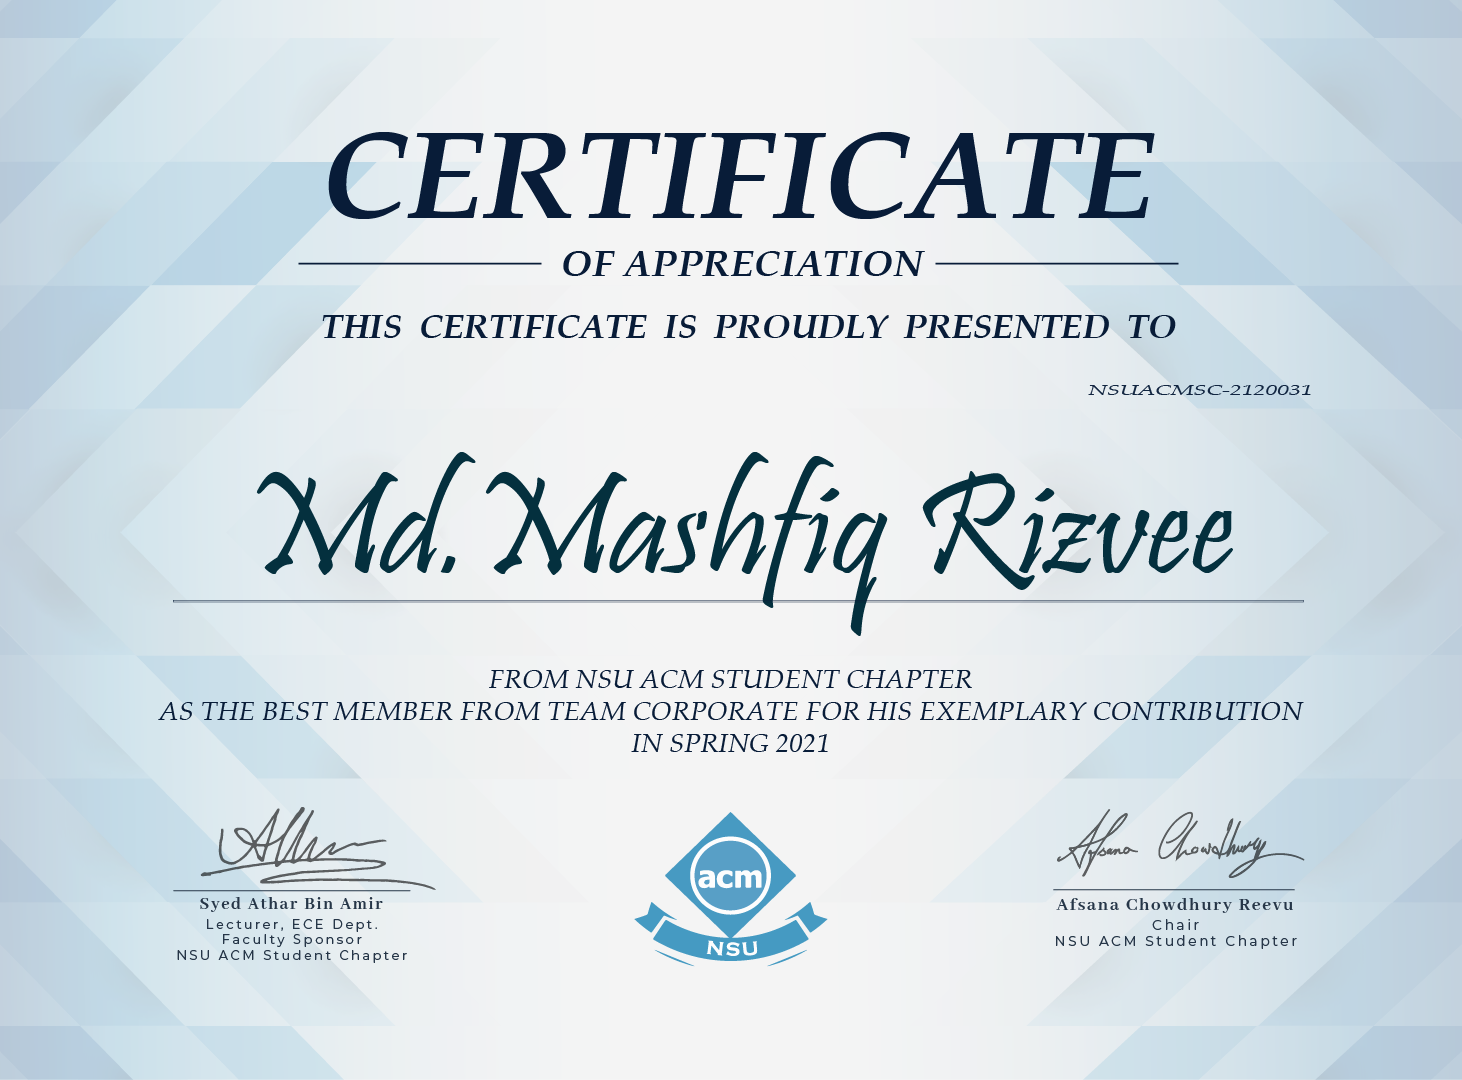 CERTIFICATE
OF APPRECIATION
THIS CERTIFICATE IS PROUDLY PRESENTED TO
NSUACMSC-2120031
Md. Mashfiq Rizvee
FROM NSU ACM STUDENT CHAPTER
AS THE BEST MEMBER FROM TEAM CORPORATE FOR HIS EXEMPLARY CONTRIBUTION
IN SPRING 2021
Syed Athar Bin Amir
Lecturer, ECE Dept.
Faculty Sponsor
NSU ACM Student Chapter
acm
NSU
Afsana Chowdhury
Afsana Chowdhury Reevu
Chair
NSU ACM Student Chapter